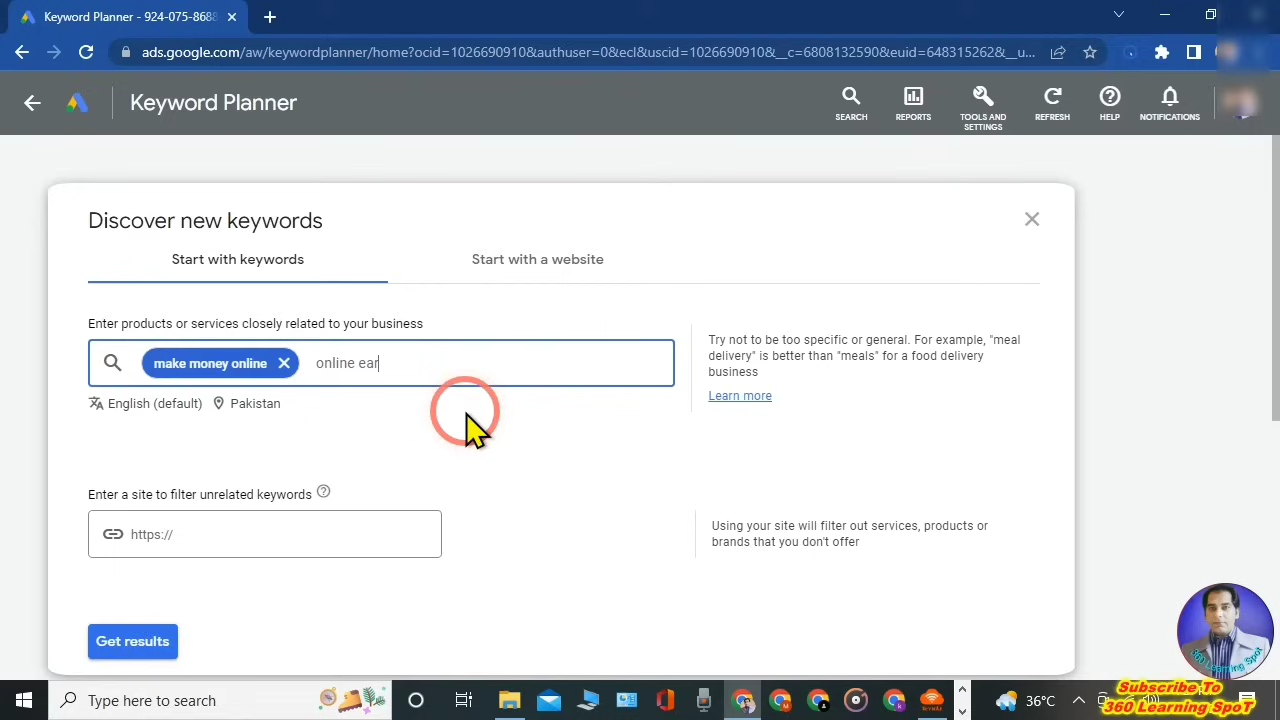 Keyword Planner - 924-075-8688
ads.google.com/aw/keywordplanner/home?ocid=1026690910&authuser=0&ecl&uscid=1026690910&__c=6808132590&euid=648315262&__u...
Keyword Planner
SEARCH
REPORTS
TOOLS AND SETTINGS
REFRESH
HELP
NOTIFICATIONS
Discover new keywords
Start with keywords
Start with a website
Enter products or services closely related to your business
make money online
online ear
English (default)
Pakistan
Try not to be too specific or general. For example, "meal
delivery" is better than "meals" for a food delivery
business
Learn more
Enter a site to filter unrelated keywords
https://
Using your site will filter out services, products or
brands that you don't offer
Get results
360 Learning Spot
Type here to search
36°C
Subscribe To
360 Learning SpoT